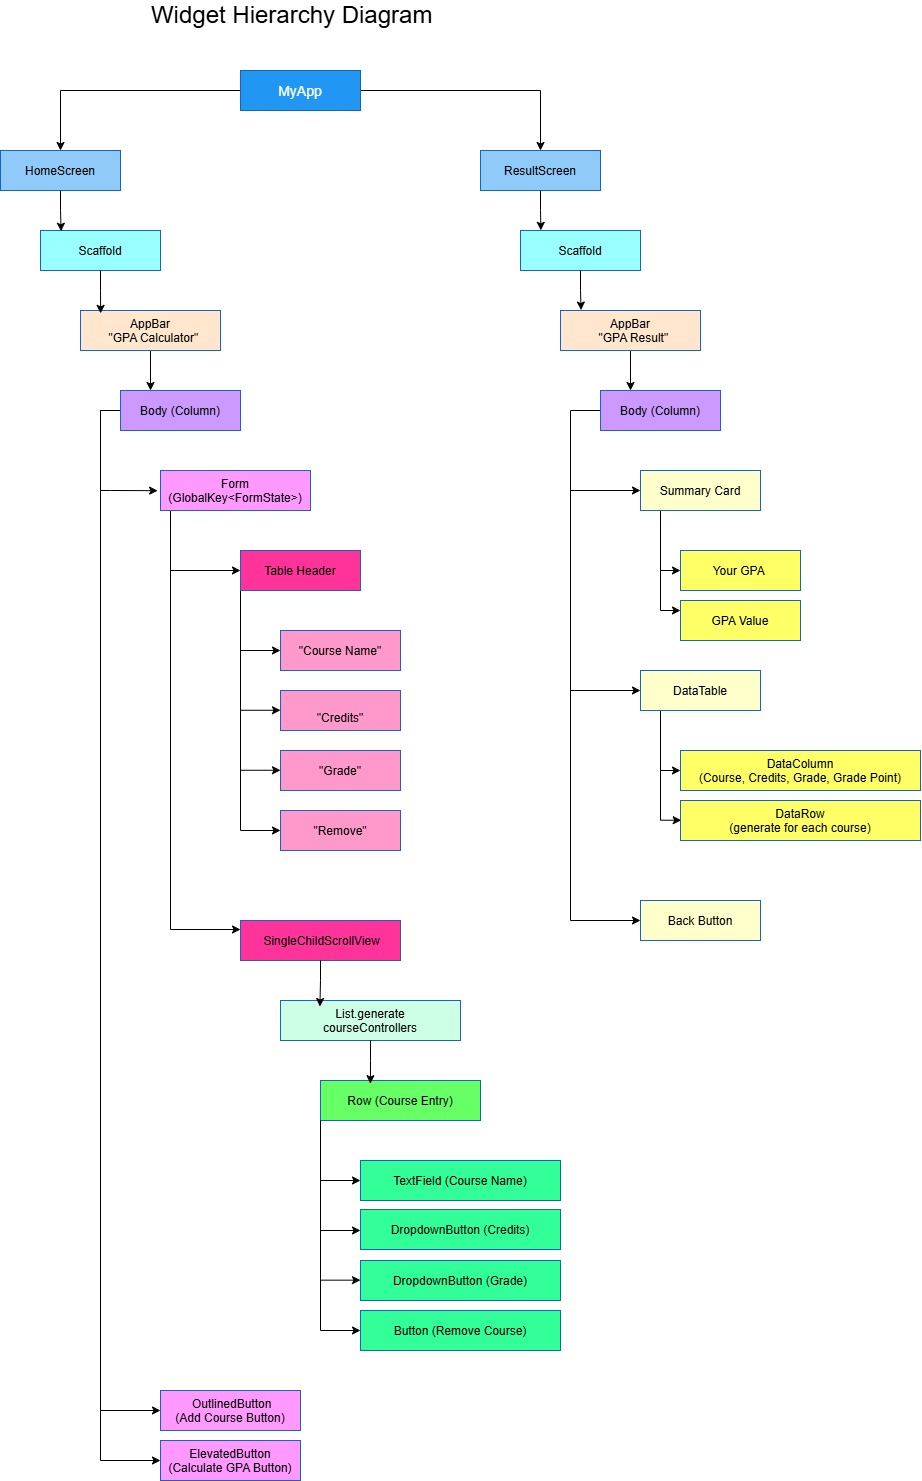 Widget Hierarchy Diagram
MyApp
HomeScreen
ResultScreen
Scaffold
Scaffold
AppBar
"GPA Calculator"
AppBar
"GPA Result"
Body (Column)
Body (Column)
Form
(GlobalKey<FormState>)
Summary Card
Table Header
Your GPA
GPA Value
"Course Name"
"Credits"
DataTable
"Grade"
DataColumn
(Course, Credits, Grade, Grade Point)
"Remove"
DataRow
(generate for each course)
SingleChildScrollView
Back Button
List.generate
courseControllers
Row (Course Entry)
TextField (Course Name)
DropdownButton (Credits)
DropdownButton (Grade)
Button (Remove Course)
OutlinedButton
(Add Course Button)
ElevatedButton
(Calculate GPA Button)